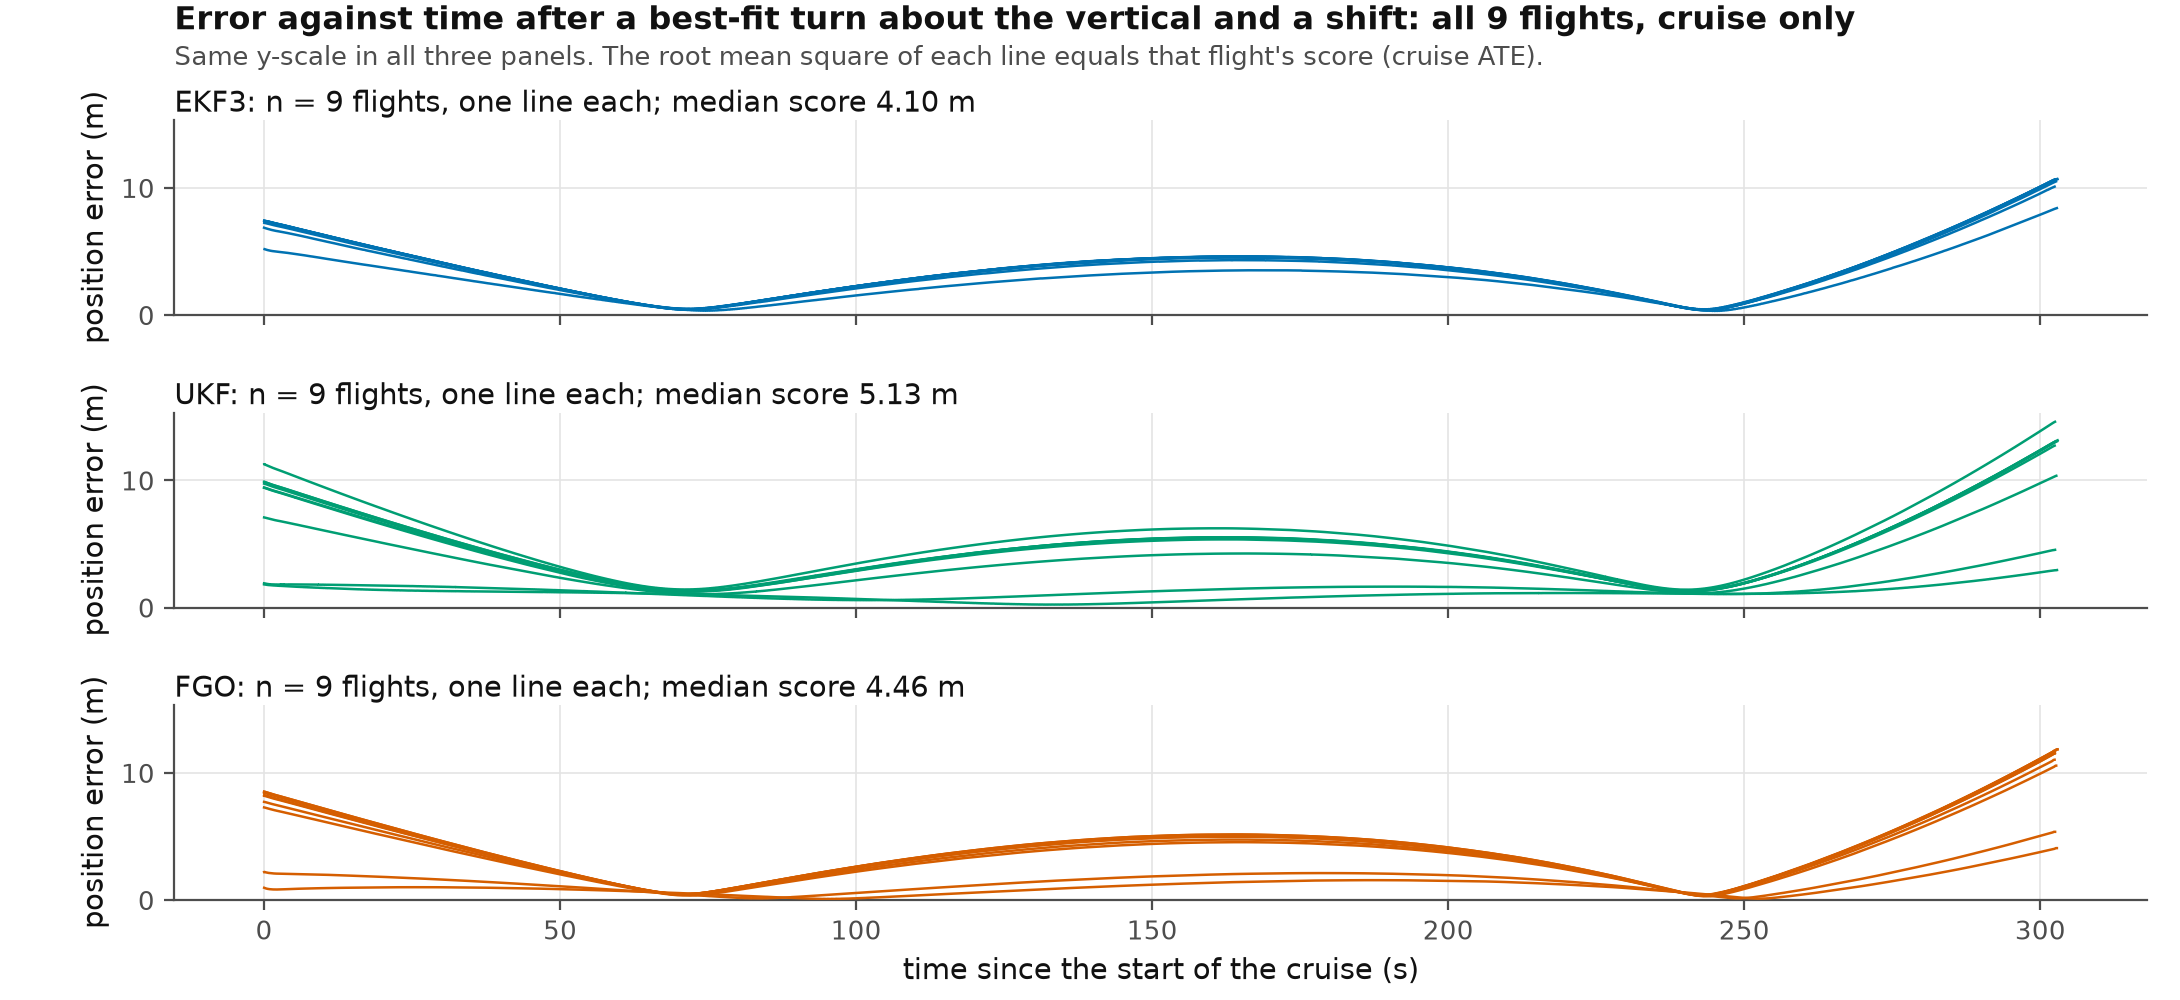 Error against time after a best-fit turn about the vertical and a shift: all 9 flights, cruise only
Same y-scale in all three panels. The root mean square of each line equals that flight's score (cruise ATE).
EKF3: n = 9 flights, one line each; median score 4.10 m
position error (m)
10
0
UKF: n = 9 flights, one line each; median score 5.13 m
position error (m)
10
0
FGO: n = 9 flights, one line each; median score 4.46 m
position error (m)
10
0
0 50 100 150 200 250 300
time since the start of the cruise (s)